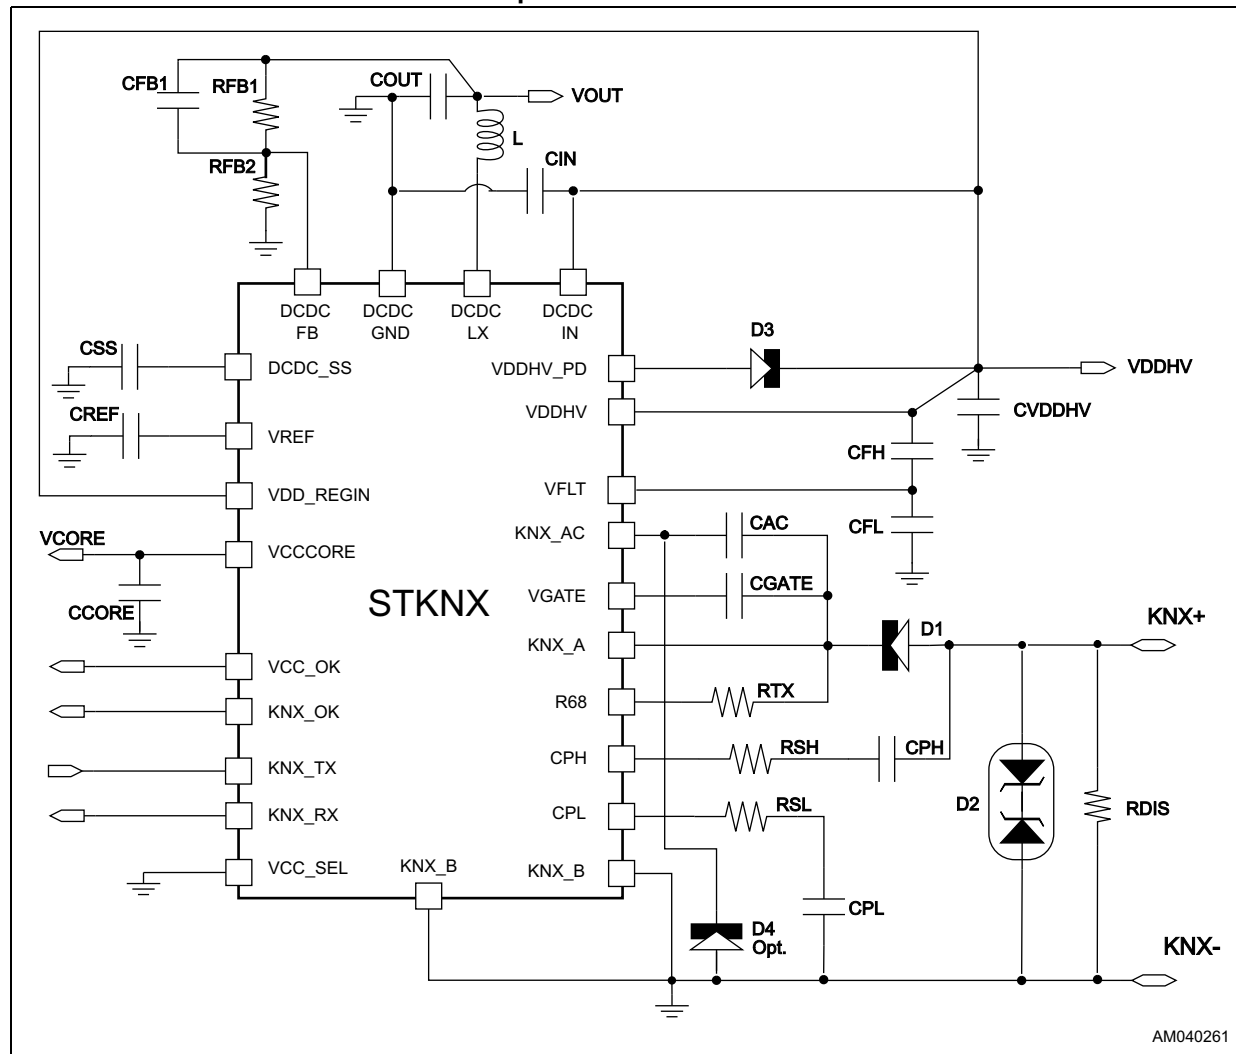 CFB1
RFB1
COUT
VOUT
L
RFB2
CIN
DCDC
FB
DCDC
GND
DCDC
LX
DCDC
IN
D3
CSS
DCDC_SS
VDDHV_PD
VDDHV
CREF
VREF
VDDHV
CVDDHV
CFH
VDD_REGIN
VFLT
CFL
VCORE
VCCCORE
KNX_AC
CAC
CCORE
STKNX
VGATE
CGATE
KNX_A
D1
KNX+
VCC_OK
KNX_OK
R68
RTX
KNX_TX
CPH
RSH
CPH
KNX_RX
CPL
RSL
D2
RDIS
VCC_SEL
KNX_B
KNX_B
CPL
D4
Opt.
KNX-
AM040261